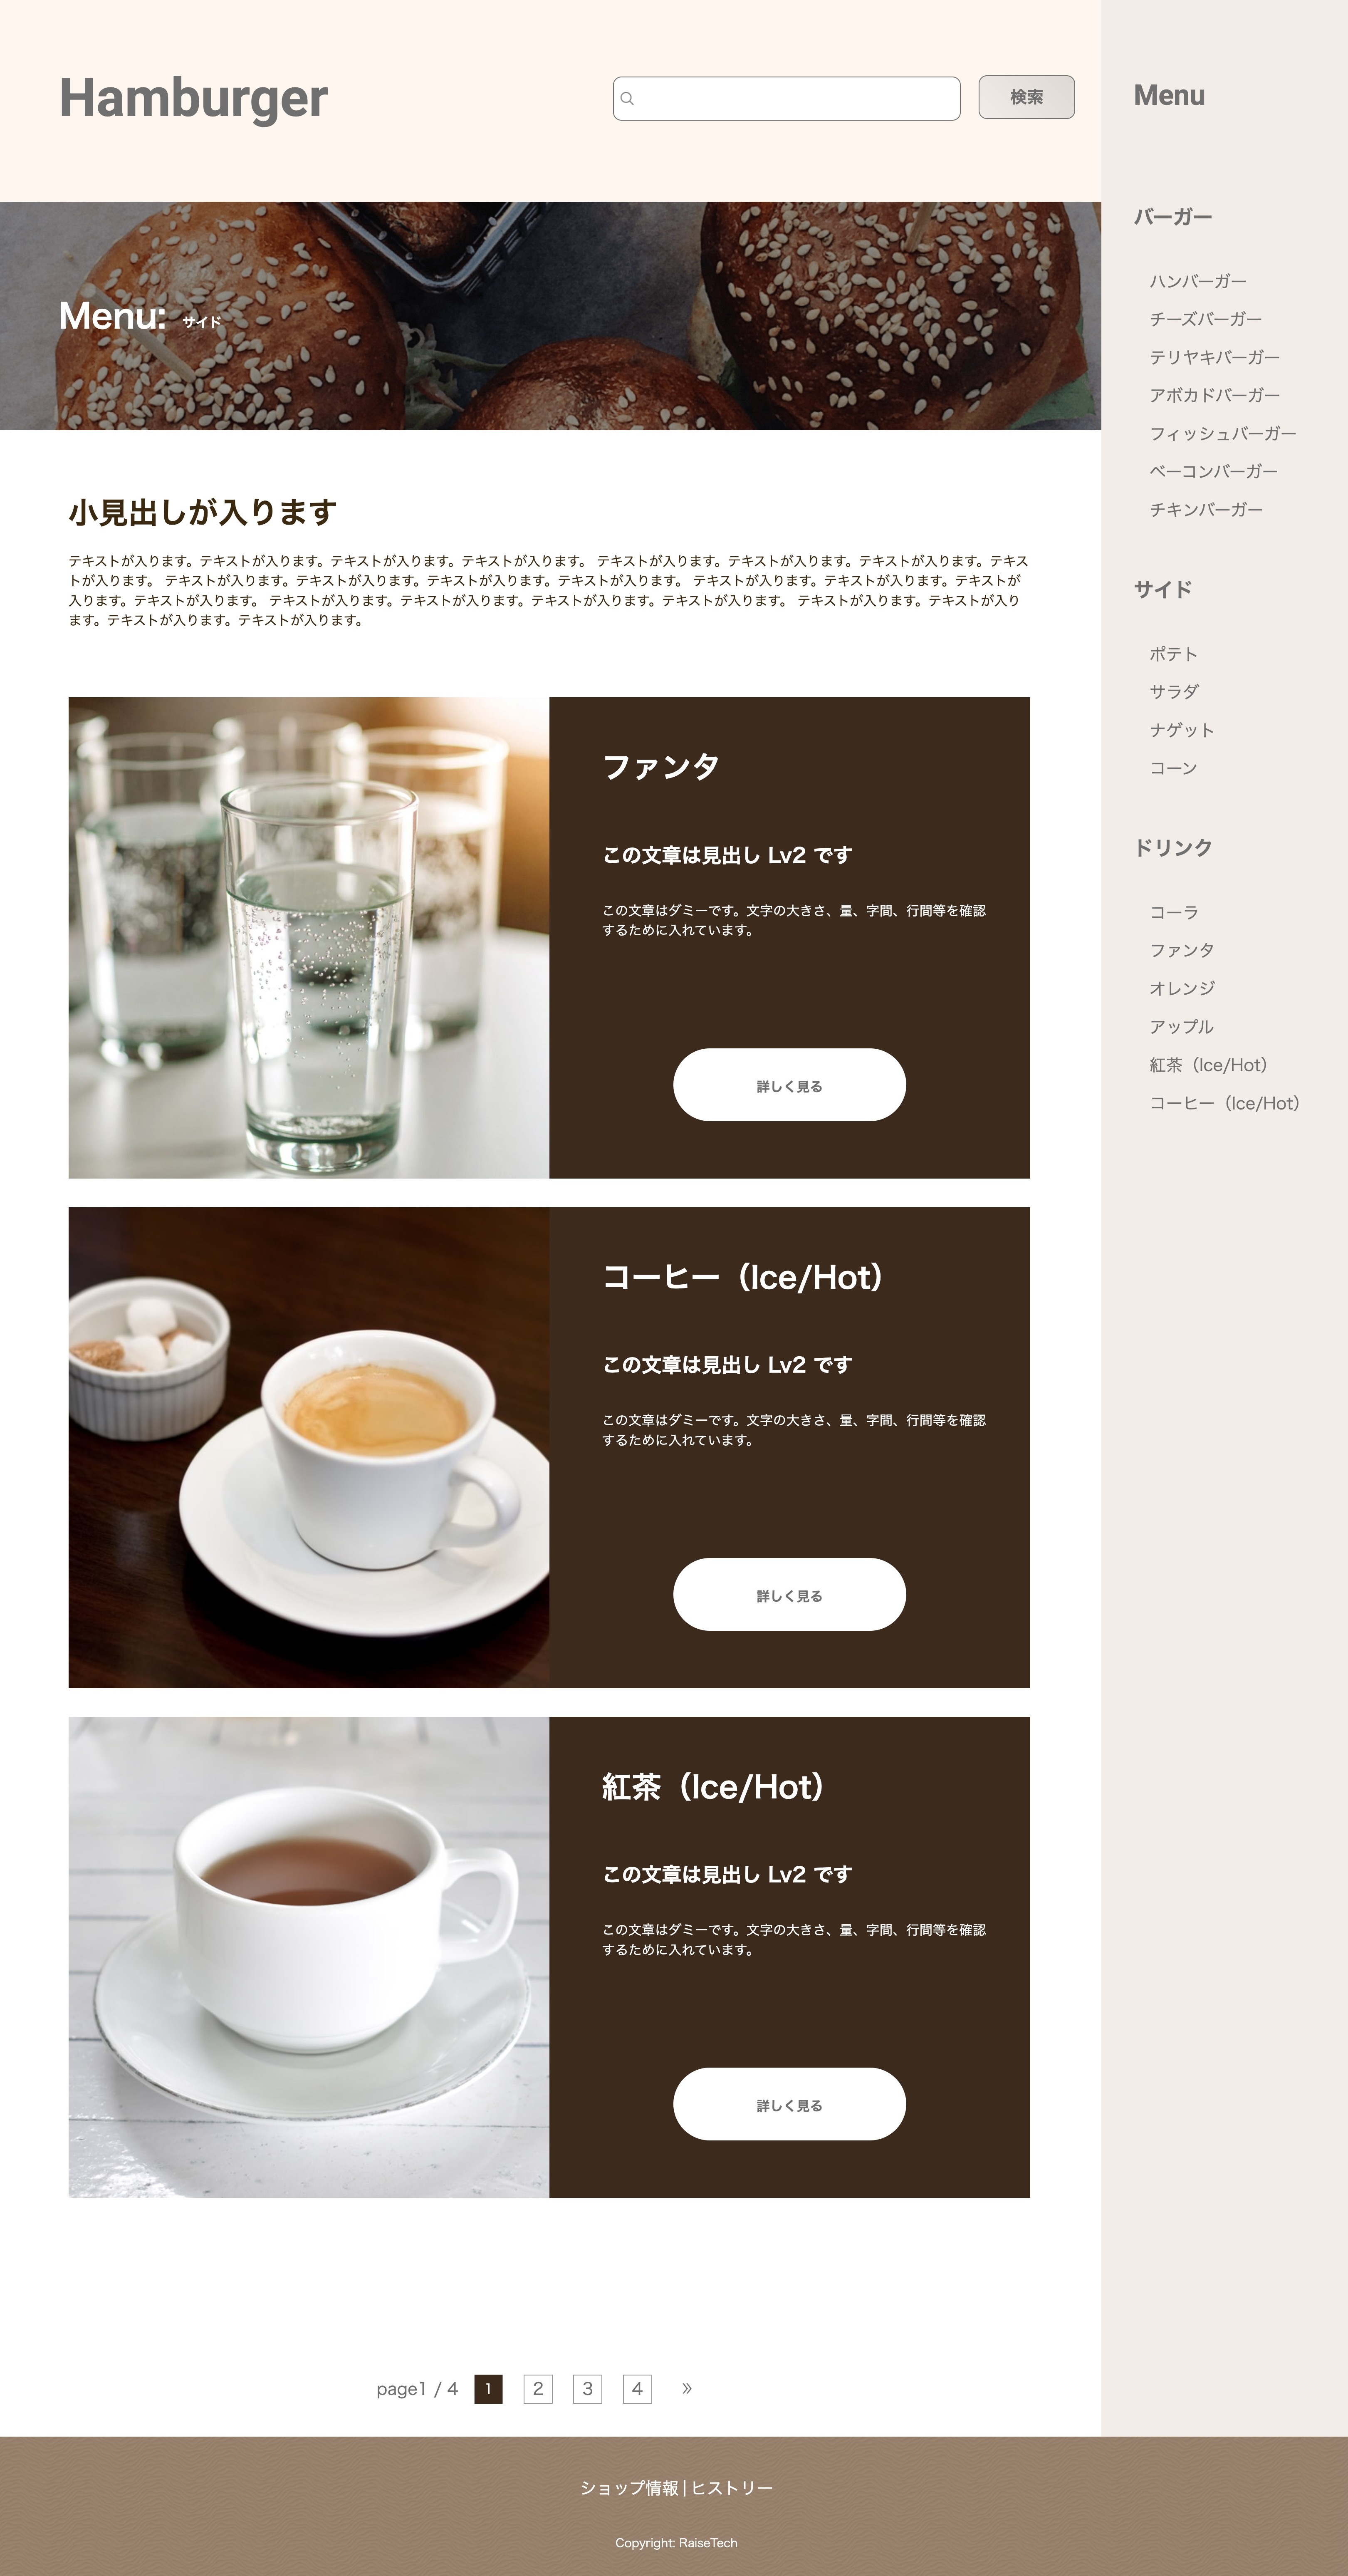 Hamburger
検索
Menu: サイド
小見出しが入ります
テキストが入ります。テキストが入ります。テキストが入ります。テキストが入ります。 テキストが入ります。テキストが入ります。テキストが入ります。テキス
トが入ります。 テキストが入ります。テキストが入ります。テキストが入ります。テキストが入ります。 テキストが入ります。テキストが入ります。テキストが
入ります。テキストが入ります。 テキストが入ります。テキストが入ります。テキストが入ります。テキストが入ります。 テキストが入ります。テキストが入り
ます。テキストが入ります。テキストが入ります。
ファンタ
この文章は見出し Lv2 です
この文章はダミーです。文字の大きさ、量、字間、行間等を確認
するために入れています。
詳しく見る
コーヒー（Ice/Hot）
この文章は見出し Lv2 です
この文章はダミーです。文字の大きさ、量、字間、行間等を確認
するために入れています。
詳しく見る
紅茶（Ice/Hot）
この文章は見出し Lv2 です
この文章はダミーです。文字の大きさ、量、字間、行間等を確認
するために入れています。
詳しく見る
page1 / 4 1 2 3 4 »
Menu
バーガー
ハンバーガー
チーズバーガー
テリヤキバーガー
アボカドバーガー
フィッシュバーガー
ベーコンバーガー
チキンバーガー
サイド
ポテト
サラダ
ナゲット
コーン
ドリンク
コーラ
ファンタ
オレンジ
アップル
紅茶（Ice/Hot）
コーヒー（Ice/Hot）
ショップ情報 | ヒストリー
Copyright: RaiseTech